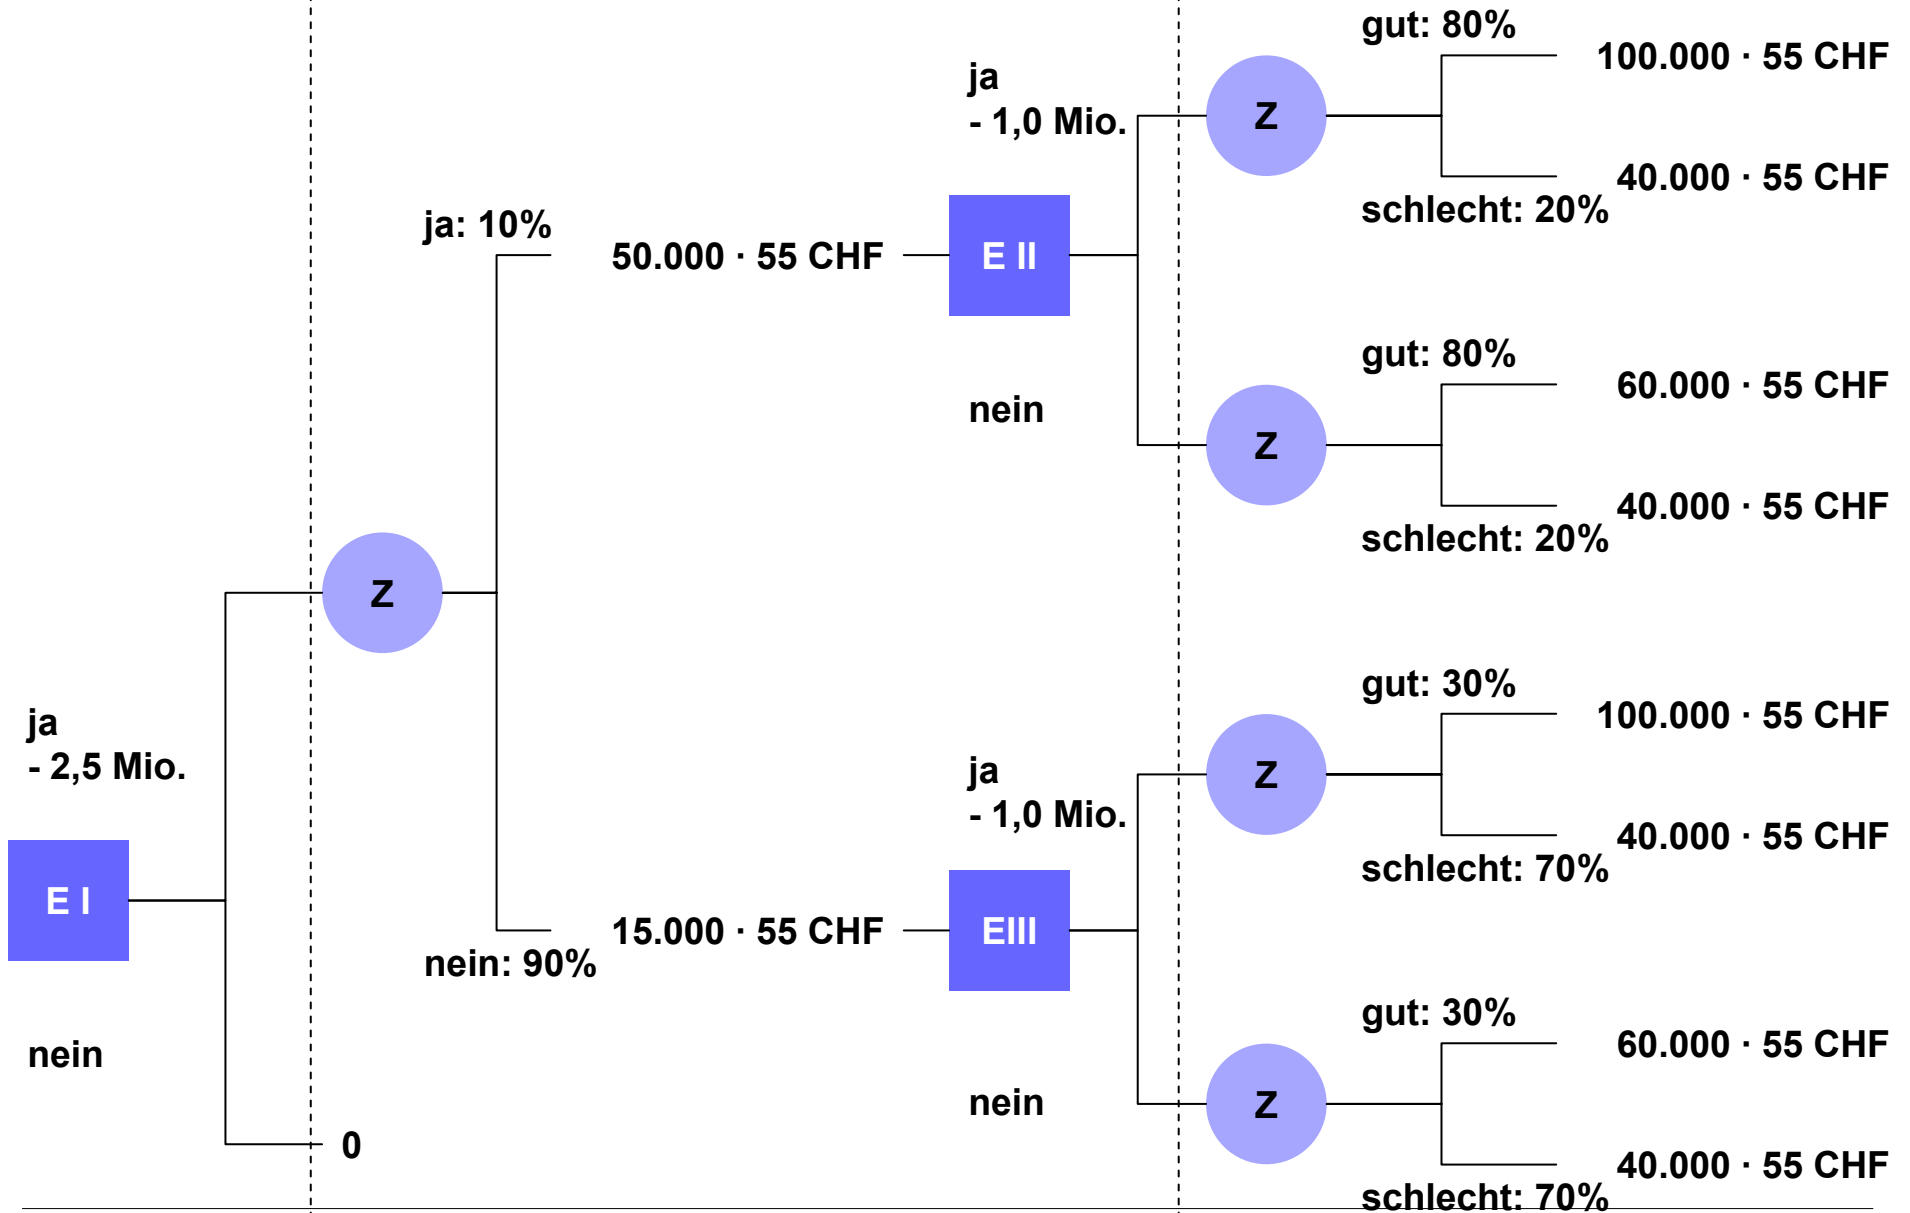 gut: 80%
100.000 · 55 CHF
ja
- 1,0 Mio.
Z
40.000 · 55 CHF
schlecht: 20%
ja: 10%
50.000 · 55 CHF
E II
gut: 80%
60.000 · 55 CHF
nein
Z
40.000 · 55 CHF
schlecht: 20%
Z
ja
- 2,5 Mio.
gut: 30%
100.000 · 55 CHF
ja
- 1,0 Mio.
Z
40.000 · 55 CHF
schlecht: 70%
E I
15.000 · 55 CHF
EIII
nein: 90%
gut: 30%
60.000 · 55 CHF
nein
nein
Z
0
40.000 · 55 CHF
schlecht: 70%